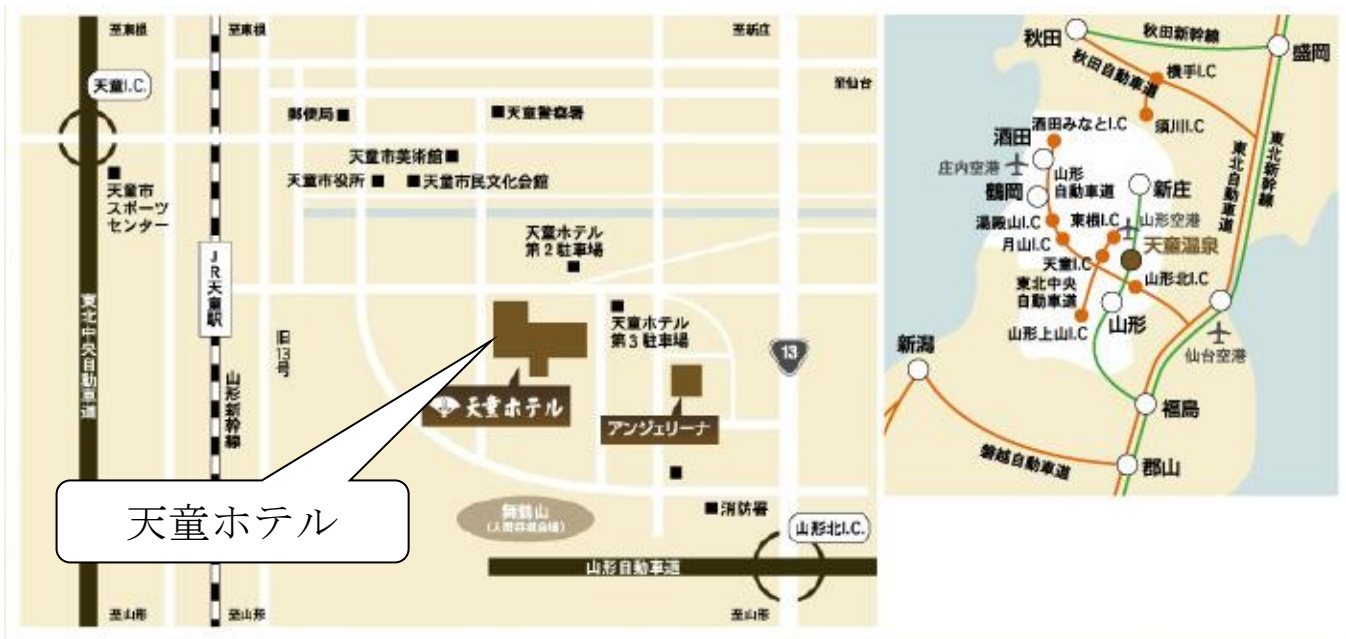 至東根
至東根
至新庄
天童I.C.
至仙台
郵便局
天童警察署
天童市美術館
天童市役所
天童市民文化会館
天童市
スポーツ
センター
天童ホテル
第2駐車場
JR天童駅
東北中央自動車道
旧13号
天童ホテル
第3駐車場
13
山形新幹線
天童ホテル
アンジェリーナ
天童ホテル
舞鶴山
(人間将棋会場)
消防署
山形北I.C.
山形自動車道
至山形
至山形
至山形
秋田
秋田新幹線
盛岡
秋田自動車道
横手I.C
須川I.C
酒田みなとI.C
酒田
庄内空港
山形
自動車道
鶴岡
新庄
東北新幹線
東北自動車道
湯殿山I.C
東根I.C
山形空港
月山I.C
天童温泉
天童I.C
山形北I.C
東北中央
自動車道
山形
山形上山I.C
仙台空港
新潟
福島
磐越自動車道
郡山